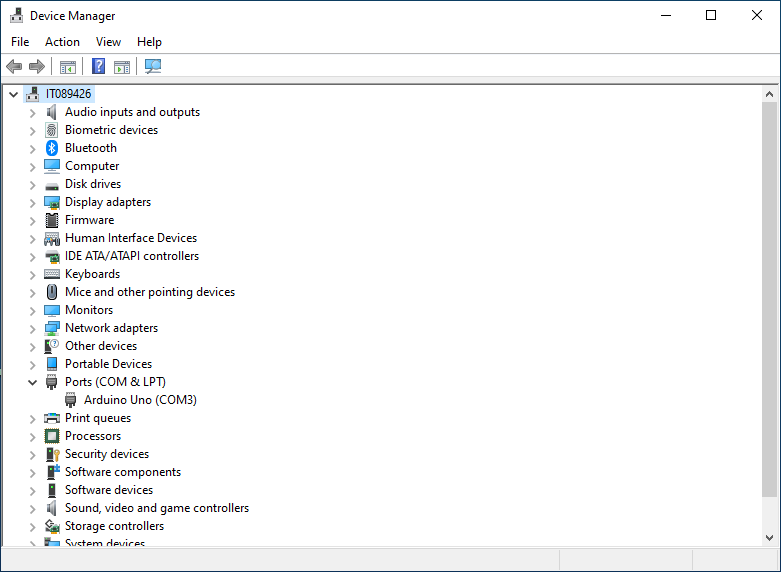 Device Manager
File Action View Help
IT089426
Audio inputs and outputs
Biometric devices
Bluetooth
Computer
Disk drives
Display adapters
Firmware
Human Interface Devices
IDE ATA/ATAPI controllers
Keyboards
Mice and other pointing devices
Monitors
Network adapters
Other devices
Portable Devices
Ports (COM & LPT)
Arduino Uno (COM3)
Print queues
Processors
Security devices
Software components
Software devices
Sound, video and game controllers
Storage controllers
System devices